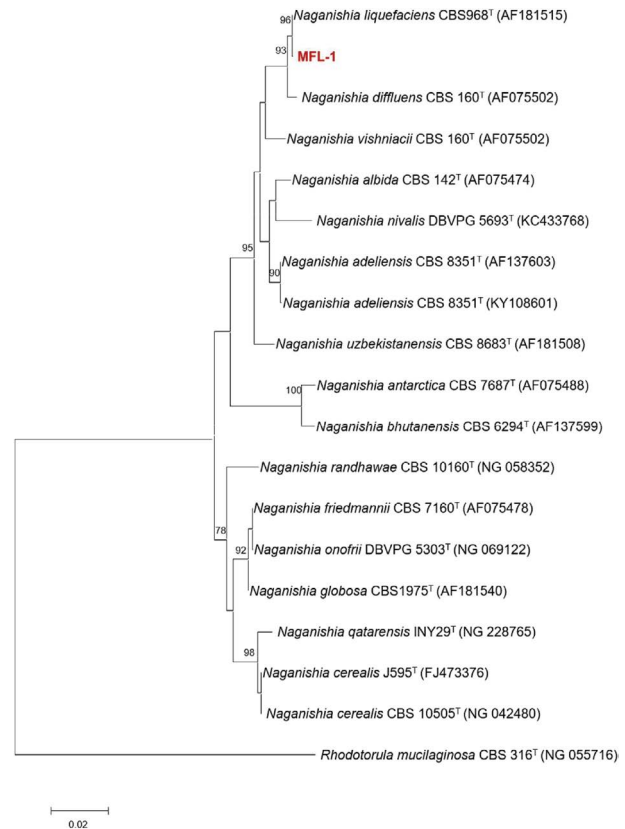 96
Naganishia liquefaciens CBS968ᵀ (AF181515)
93
MFL-1
Naganishia diffluens CBS 160ᵀ (AF075502)
Naganishia vishniacii CBS 160ᵀ (AF075502)
Naganishia albida CBS 142ᵀ (AF075474)
Naganishia nivalis DBVPG 5693ᵀ (KC433768)
95
Naganishia adeliensis CBS 8351ᵀ (AF137603)
90
Naganishia adeliensis CBS 8351ᵀ (KY108601)
Naganishia uzbekistanensis CBS 8683ᵀ (AF181508)
100
Naganishia antarctica CBS 7687ᵀ (AF075488)
Naganishia bhutanensis CBS 6294ᵀ (AF137599)
Naganishia randhawae CBS 10160ᵀ (NG 058352)
Naganishia friedmannii CBS 7160ᵀ (AF075478)
78
92
Naganishia onofrii DBVPG 5303ᵀ (NG 069122)
Naganishia globosa CBS1975ᵀ (AF181540)
Naganishia qatarensis INY29ᵀ (NG 228765)
98
Naganishia cerealis J595ᵀ (FJ473376)
Naganishia cerealis CBS 10505ᵀ (NG 042480)
Rhodotorula mucilaginosa CBS 316ᵀ (NG 055716)
0.02